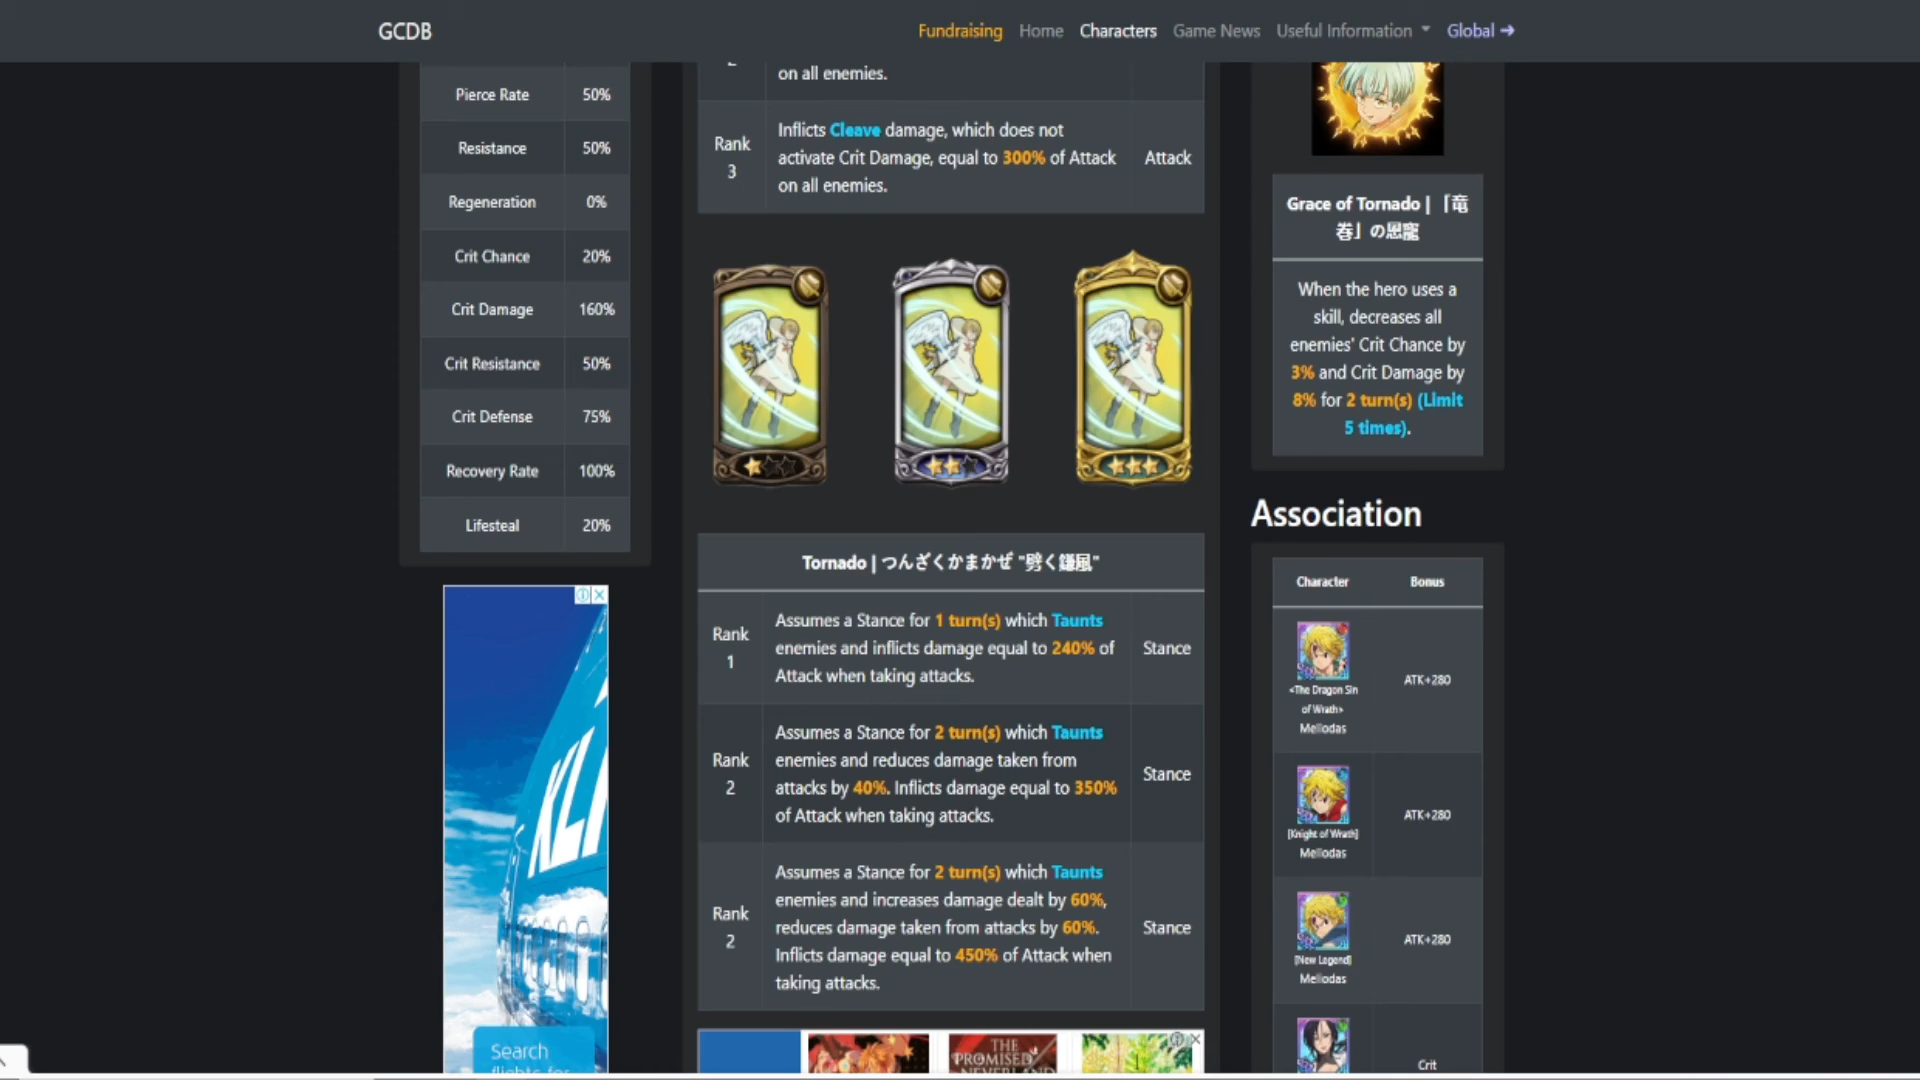 GCDB
Fundraising Home Characters Game News Useful Information Global →
Pierce Rate 50%
Resistance 50%
Regeneration 0%
Crit Chance 20%
Crit Damage 160%
Crit Resistance 50%
Crit Defense 75%
Recovery Rate 100%
Lifesteal 20%
Search
on all enemies.
Rank
3
Inflicts Cleave damage, which does not
activate Crit Damage, equal to 300% of Attack
on all enemies.
Attack
Tornado | つんざくかまかぜ "劈く鎌風"
Rank
1
Assumes a Stance for 1 turn(s) which Taunts
enemies and inflicts damage equal to 240% of
Attack when taking attacks.
Stance
Rank
2
Assumes a Stance for 2 turn(s) which Taunts
enemies and reduces damage taken from
attacks by 40%. Inflicts damage equal to 350%
of Attack when taking attacks.
Stance
Rank
2
Assumes a Stance for 2 turn(s) which Taunts
enemies and increases damage dealt by 60%,
reduces damage taken from attacks by 60%.
Inflicts damage equal to 450% of Attack when
taking attacks.
Stance
THE
PROMISED
NEVERLAND
Grace of Tornado | 「竜
巻」の恩寵
When the hero uses a
skill, decreases all
enemies' Crit Chance by
3% and Crit Damage by
8% for 2 turn(s) (Limit
5 times).
Association
Character Bonus
<The Dragon Sin
of Wrath>
Meliodas
ATK+280
[Knight of Wrath]
Meliodas
ATK+280
[New Legend]
Meliodas
ATK+280
Crit